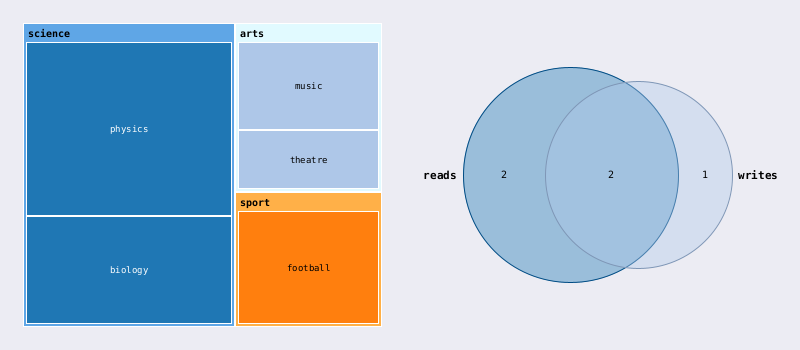 science
physics
biology
arts
music
theatre
sport
football
reads
2
2
1
writes